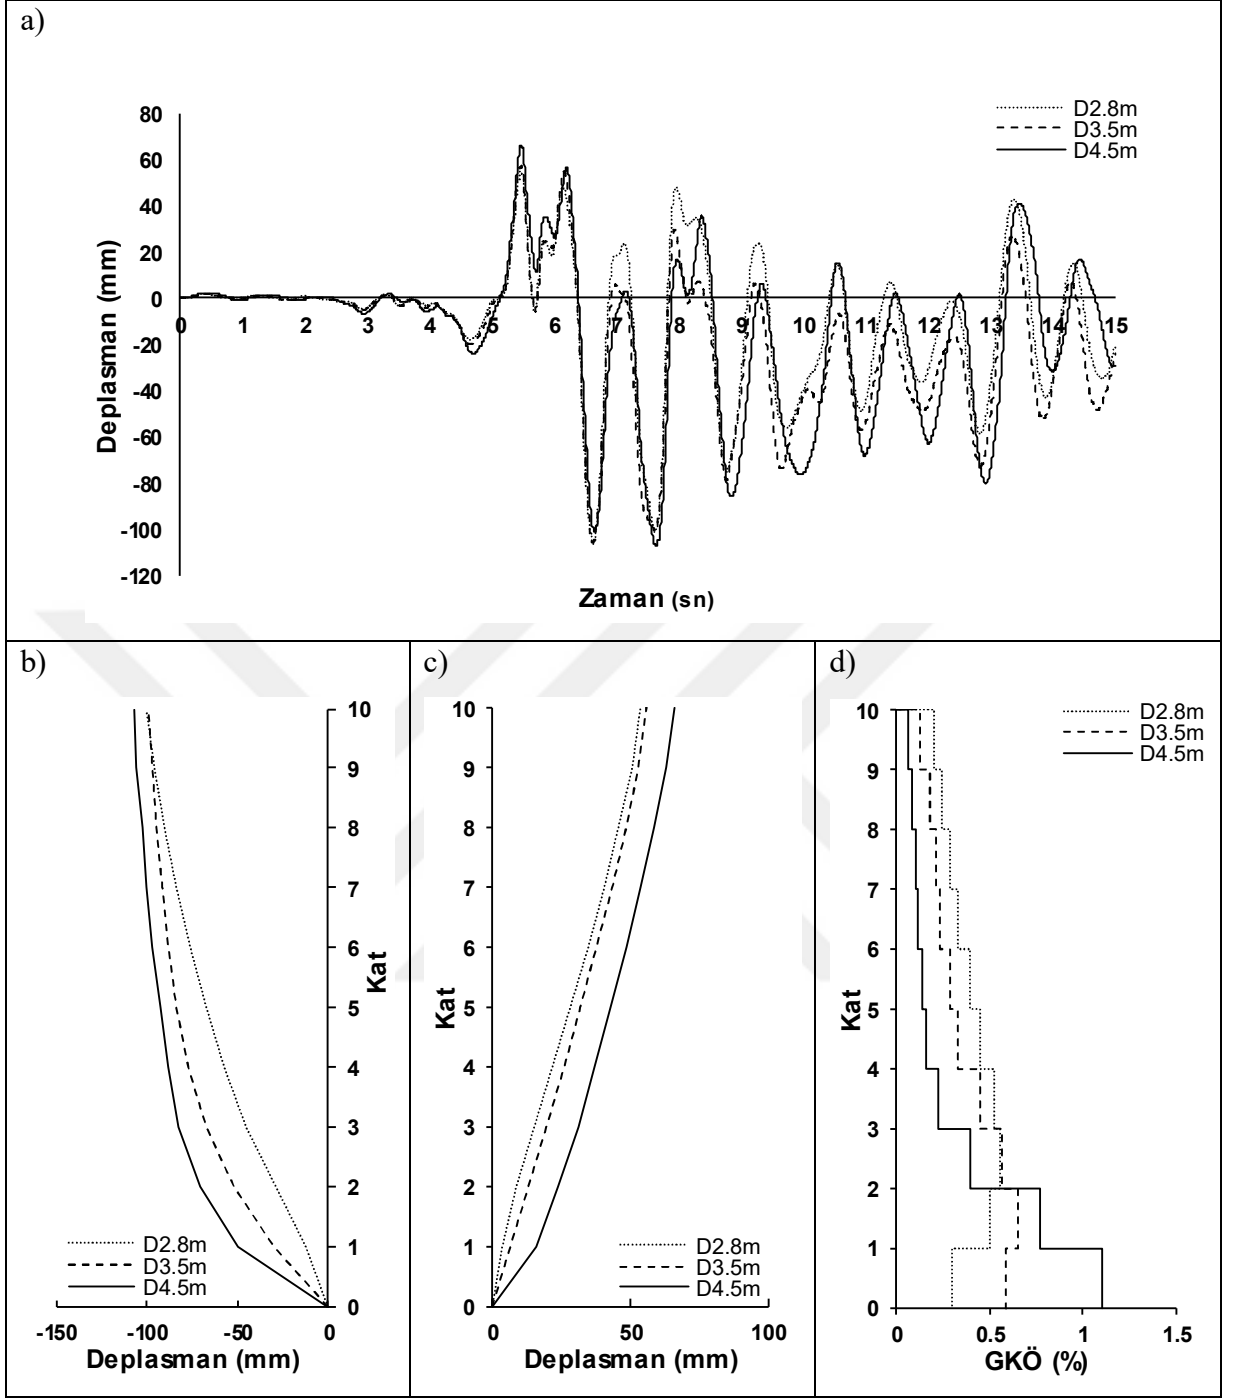 a)
80
60
40
20
0
-20
-40
-60
-80
-100
-120
Deplasman (mm)
D2.8m
D3.5m
D4.5m
0 1 2 3 4 5 6 7 8 9 10 11 12 13 14 15
Zaman (sn)
b)
10
9
8
7
6
5
4
3
2
1
0
Kat
D2.8m
D3.5m
D4.5m
-150 -100 -50 0
Deplasman (mm)
c)
10
9
8
7
6
5
4
3
2
1
0
Kat
D2.8m
D3.5m
D4.5m
0 50 100
Deplasman (mm)
d)
10
9
8
7
6
5
4
3
2
1
0
Kat
D2.8m
D3.5m
D4.5m
0 0.5 1 1.5
GKÖ (%)